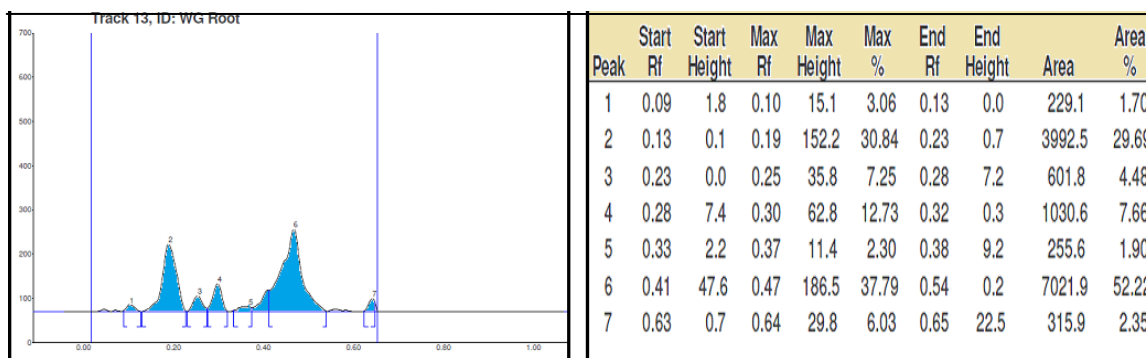 Track 13, ID: WG Root
700
600
500
400
300
200
100
0
1
2
3
4
5
6
7
0.00 0.20 0.40 0.60 0.80 1.00
Start Start Max Max Max End End Area
Peak Rf Height Rf Height % Rf Height Area %
1 0.09 1.8 0.10 15.1 3.06 0.13 0.0 229.1 1.70
2 0.13 0.1 0.19 152.2 30.84 0.23 0.7 3992.5 29.69
3 0.23 0.0 0.25 35.8 7.25 0.28 7.2 601.8 4.48
4 0.28 7.4 0.30 62.8 12.73 0.32 0.3 1030.6 7.66
5 0.33 2.2 0.37 11.4 2.30 0.38 9.2 255.6 1.90
6 0.41 47.6 0.47 186.5 37.79 0.54 0.2 7021.9 52.22
7 0.63 0.7 0.64 29.8 6.03 0.65 22.5 315.9 2.35